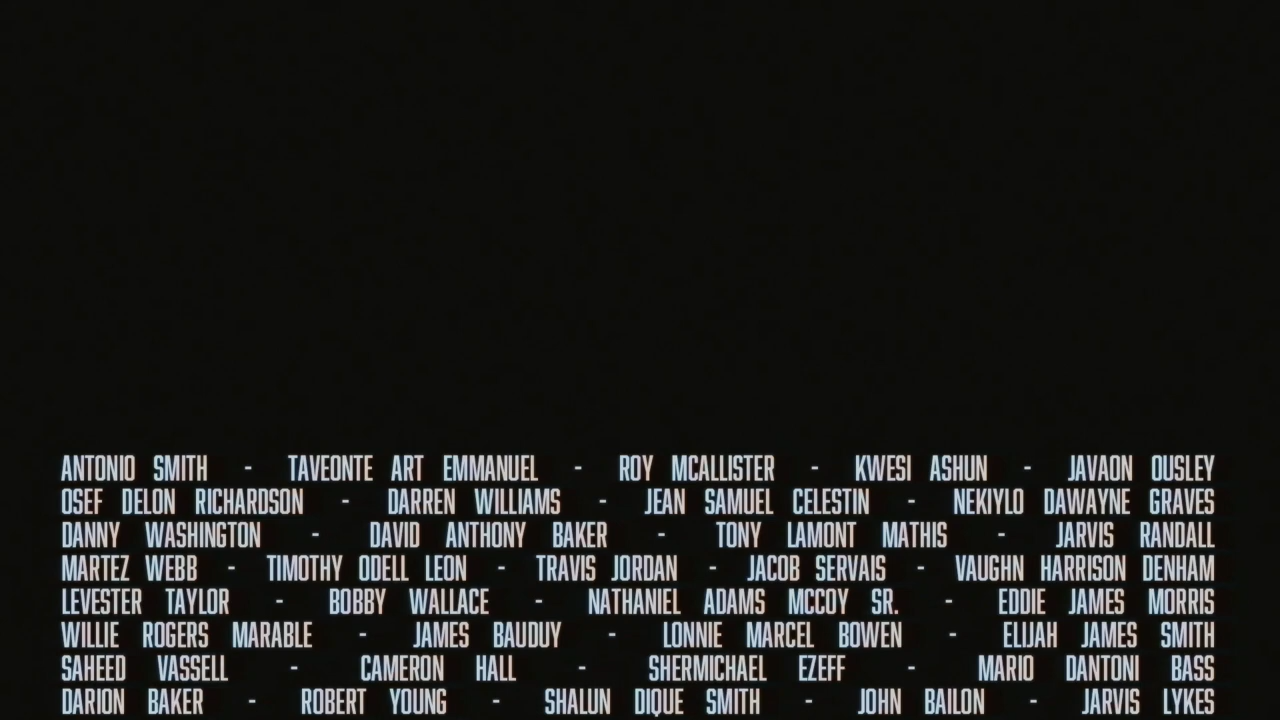 ANTONIO SMITH - TAVEONTE ART EMMANUEL - ROY MCALLISTER - KWESI ASHUN - JAVAON OUSLEY
OSEF DELON RICHARDSON - DARREN WILLIAMS - JEAN SAMUEL CELESTIN - NEKIYLO DAWAYNE GRAVES
DANNY WASHINGTON - DAVID ANTHONY BAKER - TONY LAMONT MATHIS - JARVIS RANDALL
MARTEZ WEBB - TIMOTHY ODELL LEON - TRAVIS JORDAN - JACOB SERVAIS - VAUGHN HARRISON DENHAM
LEVESTER TAYLOR - BOBBY WALLACE - NATHANIEL ADAMS MCCOY SR. - EDDIE JAMES MORRIS
WILLIE ROGERS MARABLE - JAMES BAUDUY - LONNIE MARCEL BOWEN - ELIJAH JAMES SMITH
SAHEED VASSELL - CAMERON HALL - SHERMICHAEL EZEFF - MARIO DANTONI BASS
DARION BAKER - ROBERT YOUNG - SHALUN DIQUE SMITH - JOHN BAILON - JARVIS LYKES